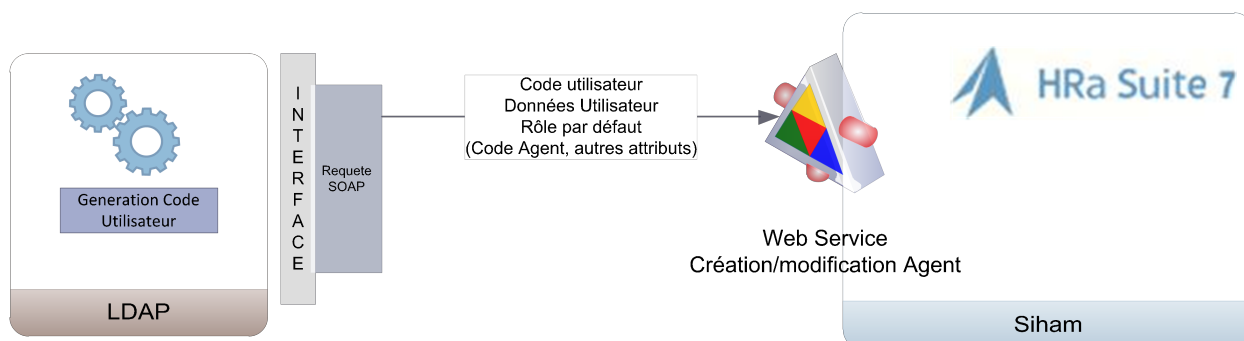 Generation Code
Utilisateur
LDAP
INTERFACE
Requete
SOAP
Code utilisateur
Données Utilisateur
Rôle par défaut
(Code Agent, autres attributs)
Web Service
Création/modification Agent
HRa Suite 7
Siham